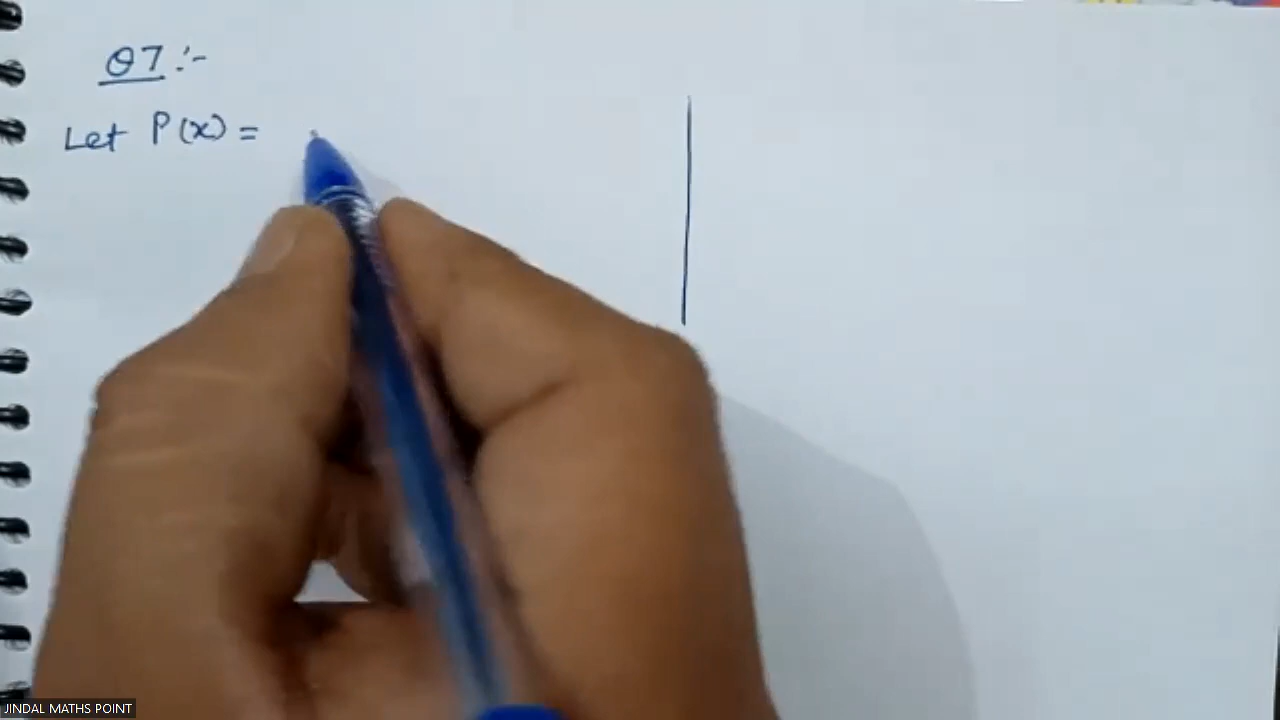 Q7:-
Let P(x) =
JINDAL MATHS POINT